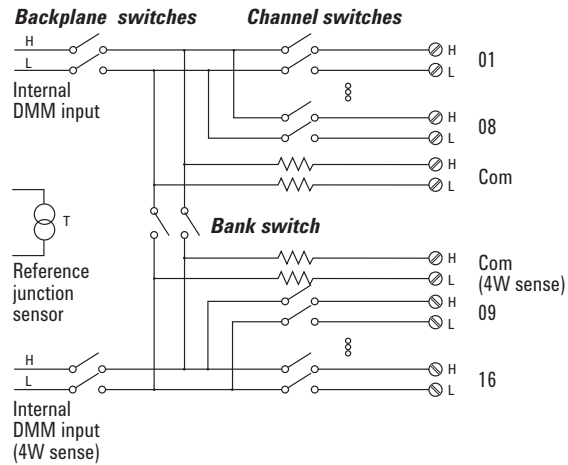 Backplane switches Channel switches
H
L
Internal
DMM input
H
L
01
H
L
08
H
L
Com
T
Reference
junction
sensor
Bank switch
H
L
Com
(4W sense)
H
L
09
H
L
Internal
DMM input
(4W sense)
H
L
16